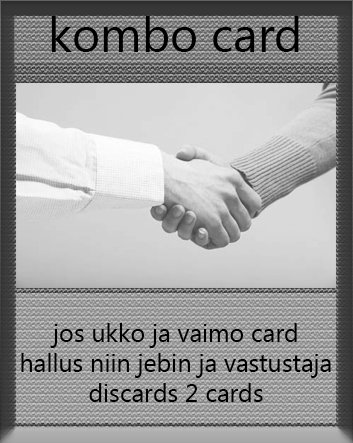 kombo card
jos ukko ja vaimo card
hallus niin jebin ja vastustaja
discards 2 cards